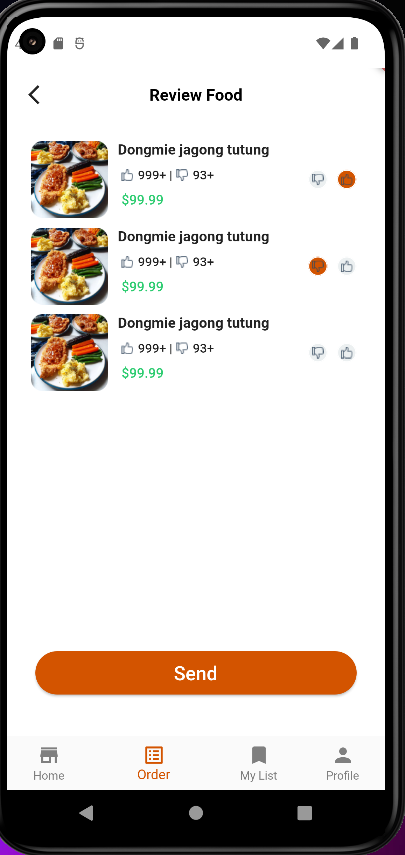 Review Food
Dongmie jagong tutung
999+ | 93+
$99.99
Dongmie jagong tutung
999+ | 93+
$99.99
Dongmie jagong tutung
999+ | 93+
$99.99
Send
Home Order My List Profile